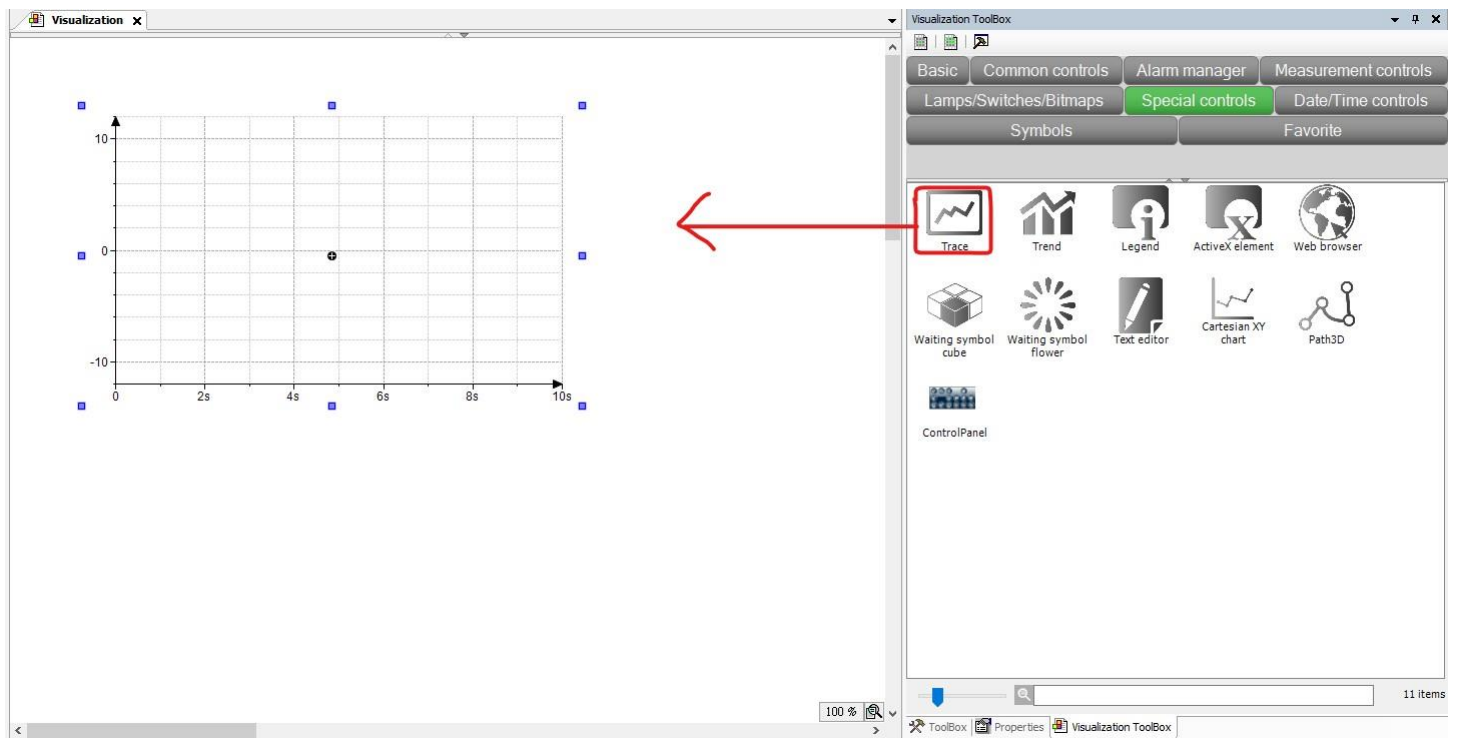 Visualization
Visualization ToolBox
Basic Common controls Alarm manager Measurement controls
Lamps/Switches/Bitmaps Special controls Date/Time controls
Symbols Favorite
10
0
-10
0 2s 4s 6s 8s 10s
Trace Trend Legend ActiveX element Web browser
Waiting symbol cube
Waiting symbol flower
Text editor
Cartesian XY chart
Path3D
ControlPanel
11 items
100 %
ToolBox Properties Visualization ToolBox